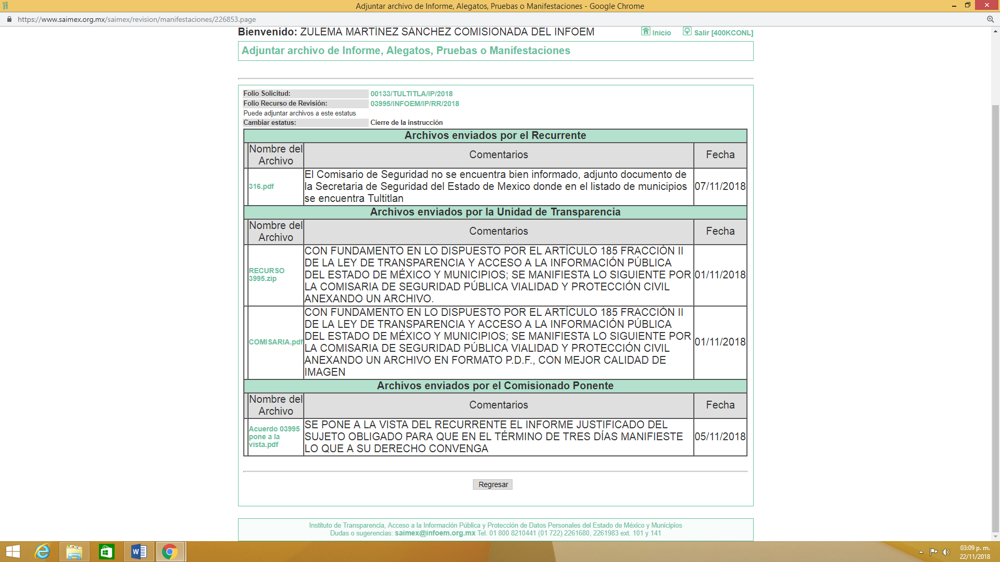 Adjuntar archivo de Informe, Alegatos, Pruebas o Manifestaciones - Google Chrome
https://www.saimex.org.mx/saimex/revision/manifestaciones/226853.page
Bienvenido: ZULEMA MARTÍNEZ SÁNCHEZ COMISIONADA DEL INFOEM
Inicio
Salir [400KCONL]
Adjuntar archivo de Informe, Alegatos, Pruebas o Manifestaciones
Folio Solicitud: 00133/TULTITLA/IP/2018
Folio Recurso de Revisión: 03995/INFOEM/IP/RR/2018
Puede adjuntar archivos a este estatus
Cambiar estatus: Cierre de la instrucción
Archivos enviados por el Recurrente
Nombre del
Archivo
Comentarios
Fecha
316.pdf
El Comisario de Seguridad no se encuentra bien informado, adjunto documento de
la Secretaria de Seguridad del Estado de Mexico donde en el listado de municipios
se encuentra Tultitlan
07/11/2018
Archivos enviados por la Unidad de Transparencia
Nombre del
Archivo
Comentarios
Fecha
RECURSO
3995.zip
CON FUNDAMENTO EN LO DISPUESTO POR EL ARTÍCULO 185 FRACCIÓN II
DE LA LEY DE TRANSPARENCIA Y ACCESO A LA INFORMACIÓN PÚBLICA
DEL ESTADO DE MÉXICO Y MUNICIPIOS; SE MANIFIESTA LO SIGUIENTE POR
LA COMISARIA DE SEGURIDAD PÚBLICA VIALIDAD Y PROTECCIÓN CIVIL
ANEXANDO UN ARCHIVO.
01/11/2018
COMISARIA.pdf
CON FUNDAMENTO EN LO DISPUESTO POR EL ARTÍCULO 185 FRACCIÓN II
DE LA LEY DE TRANSPARENCIA Y ACCESO A LA INFORMACIÓN PÚBLICA
DEL ESTADO DE MÉXICO Y MUNICIPIOS; SE MANIFIESTA LO SIGUIENTE POR
LA COMISARIA DE SEGURIDAD PÚBLICA VIALIDAD Y PROTECCIÓN CIVIL
ANEXANDO UN ARCHIVO EN FORMATO P.D.F., CON MEJOR CALIDAD DE
IMAGEN
01/11/2018
Archivos enviados por el Comisionado Ponente
Nombre del
Archivo
Comentarios
Fecha
Acuerdo 03995
pone a la
vista.pdf
SE PONE A LA VISTA DEL RECURRENTE EL INFORME JUSTIFICADO DEL
SUJETO OBLIGADO PARA QUE EN EL TÉRMINO DE TRES DÍAS MANIFIESTE
LO QUE A SU DERECHO CONVENGA
05/11/2018
Regresar
Instituto de Transparencia, Acceso a la Información Pública y Protección de Datos Personales del Estado de México y Municipios
Dudas o sugerencias: saimex@infoem.org.mx Tel. 01 800 8210441 (01 722) 2261680, 2261983 ext. 101 y 141
03:09 p. m.
22/11/2018